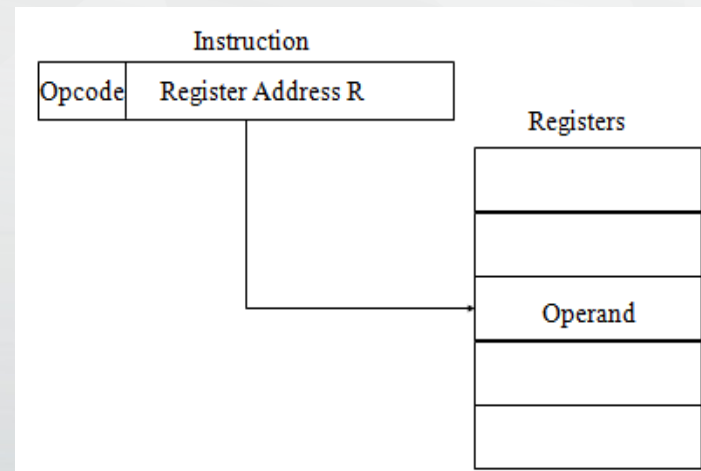 Instruction
Opcode Register Address R
Registers
Operand